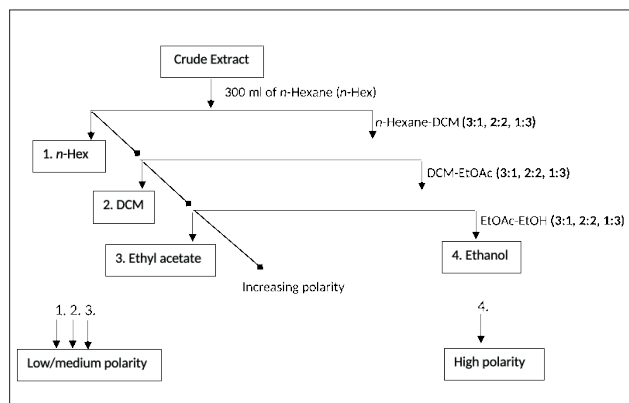 Crude Extract
300 ml of n-Hexane (n-Hex)
n-Hexane-DCM (3:1, 2:2, 1:3)
1. n-Hex
DCM-EtOAc (3:1, 2:2, 1:3)
2. DCM
EtOAc-EtOH (3:1, 2:2, 1:3)
3. Ethyl acetate
4. Ethanol
Increasing polarity
1. 2. 3.
4.
Low/medium polarity
High polarity